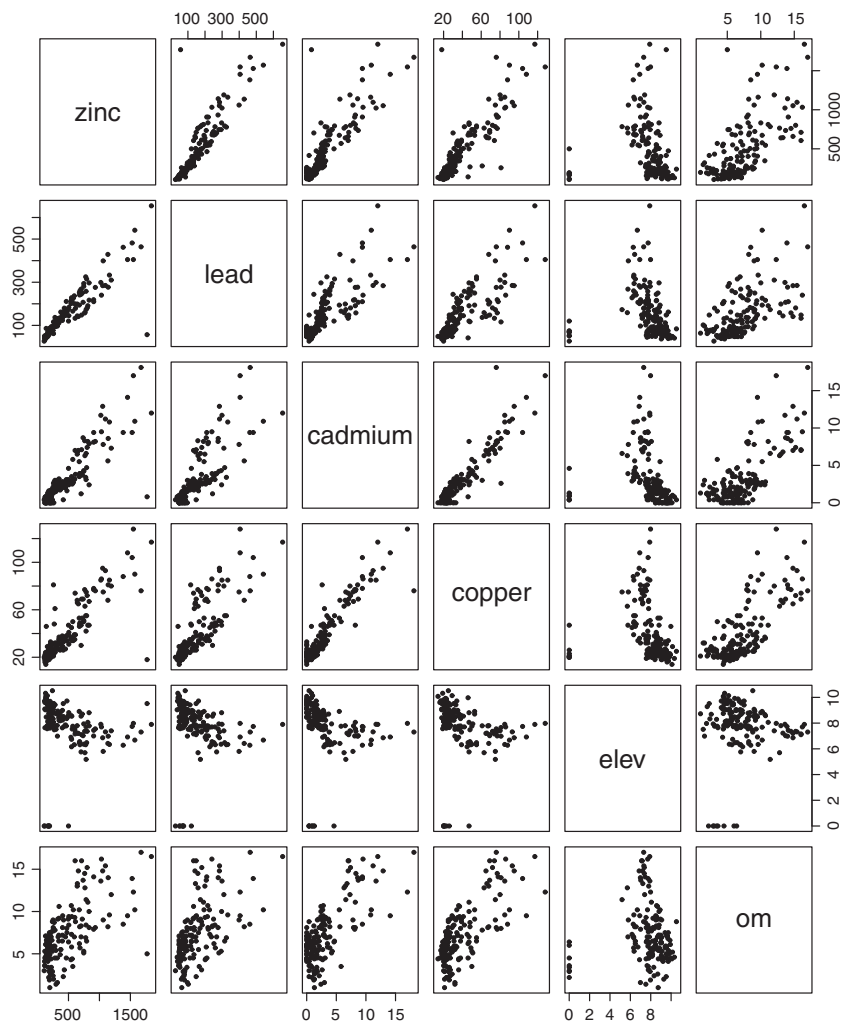 100 300 500
20 60 100
5 10 15
zinc
500 1000
100 300 500
lead
cadmium
0 5 10 15
20 60 100
copper
elev
0 2 4 6 8 10
5 10 15
om
500 1500
0 5 10 15
0 2 4 6 8